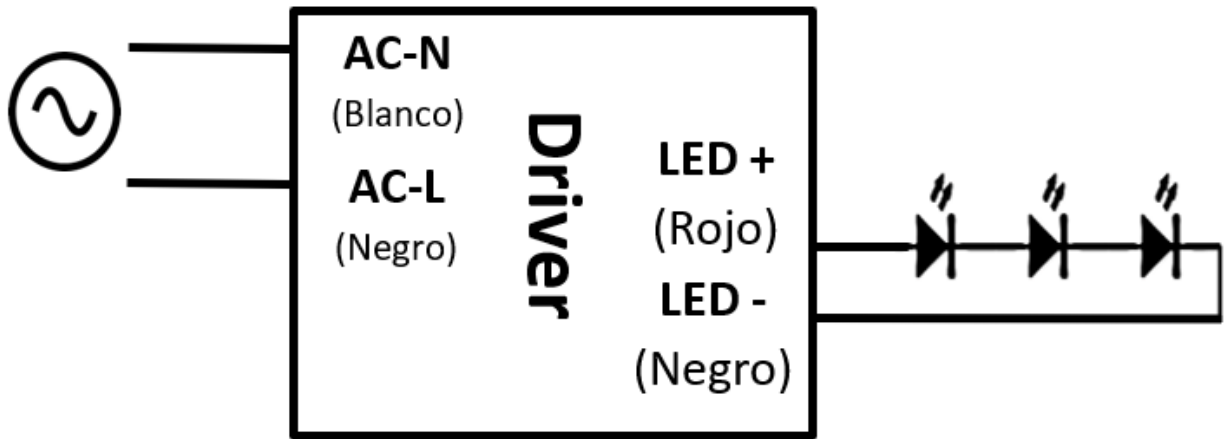 AC-N
(Blanco)
AC-L
(Negro)
Driver
LED +
(Rojo)
LED -
(Negro)